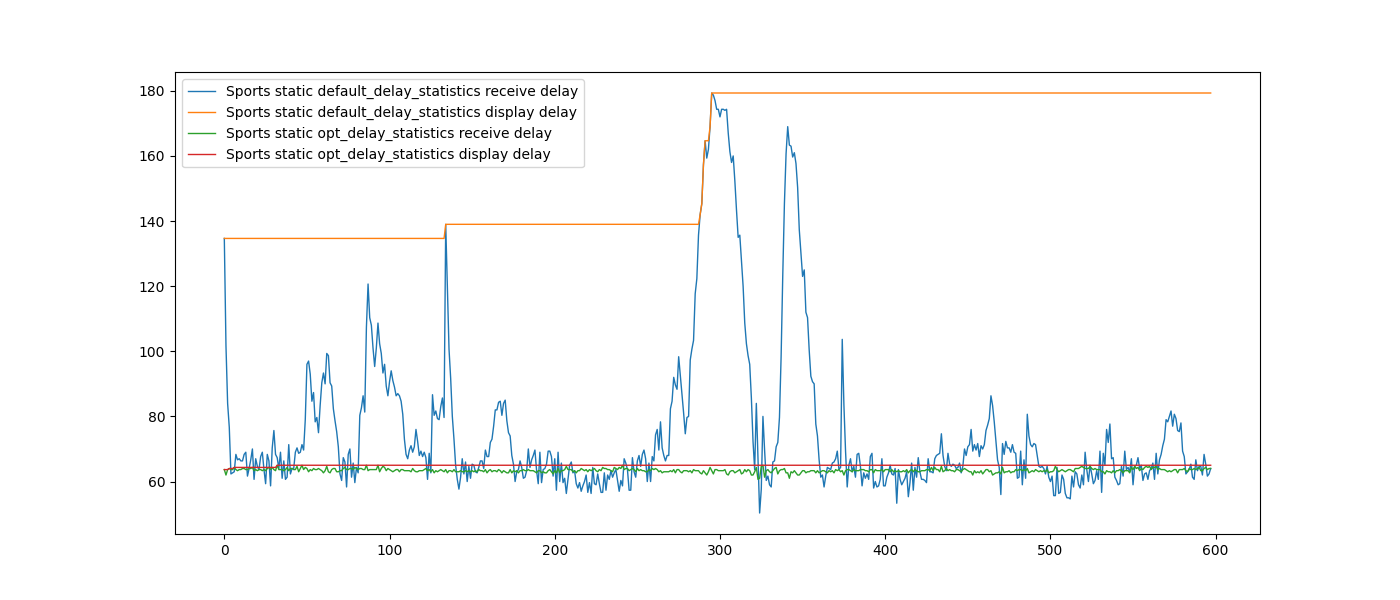 180
160
140
120
100
80
60
Sports static default_delay_statistics receive delay
Sports static default_delay_statistics display delay
Sports static opt_delay_statistics receive delay
Sports static opt_delay_statistics display delay
0 100 200 300 400 500 600